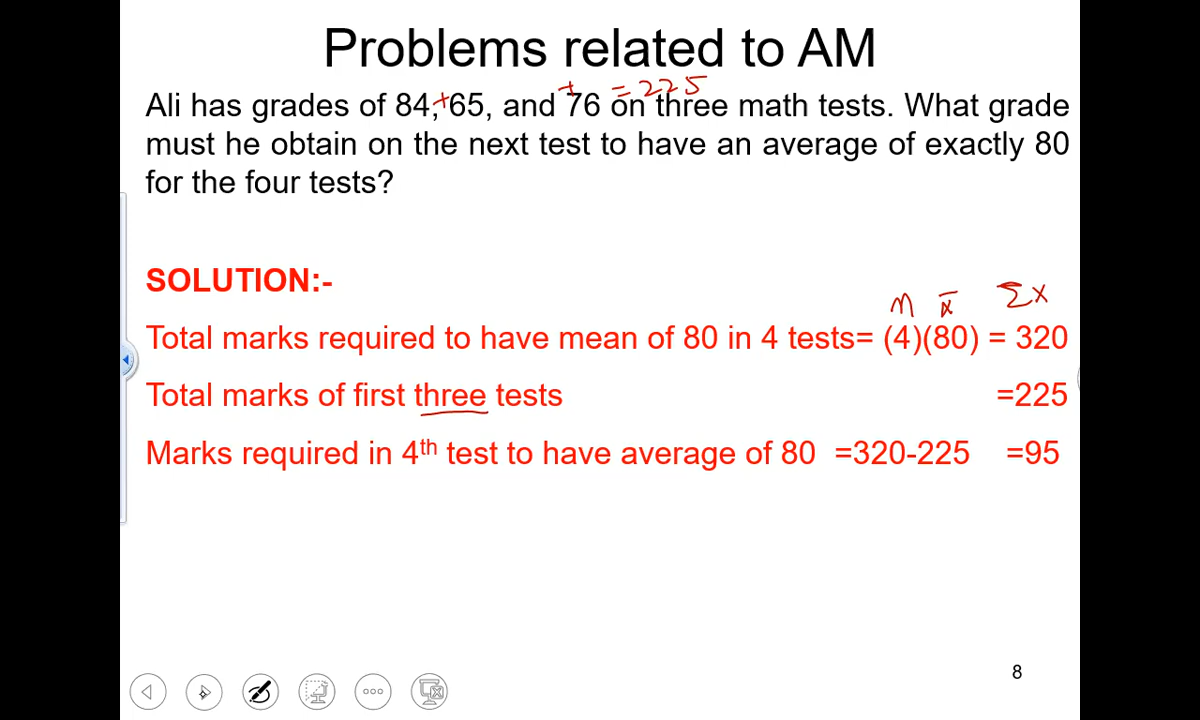 Problems related to AM
+ = 225
Ali has grades of 84,+65, and 76 on three math tests. What grade
must he obtain on the next test to have an average of exactly 80
for the four tests?
SOLUTION:-
n x̄ Σx
Total marks required to have mean of 80 in 4 tests= (4)(80) = 320
Total marks of first three tests =225
Marks required in 4th test to have average of 80 =320-225 =95
8